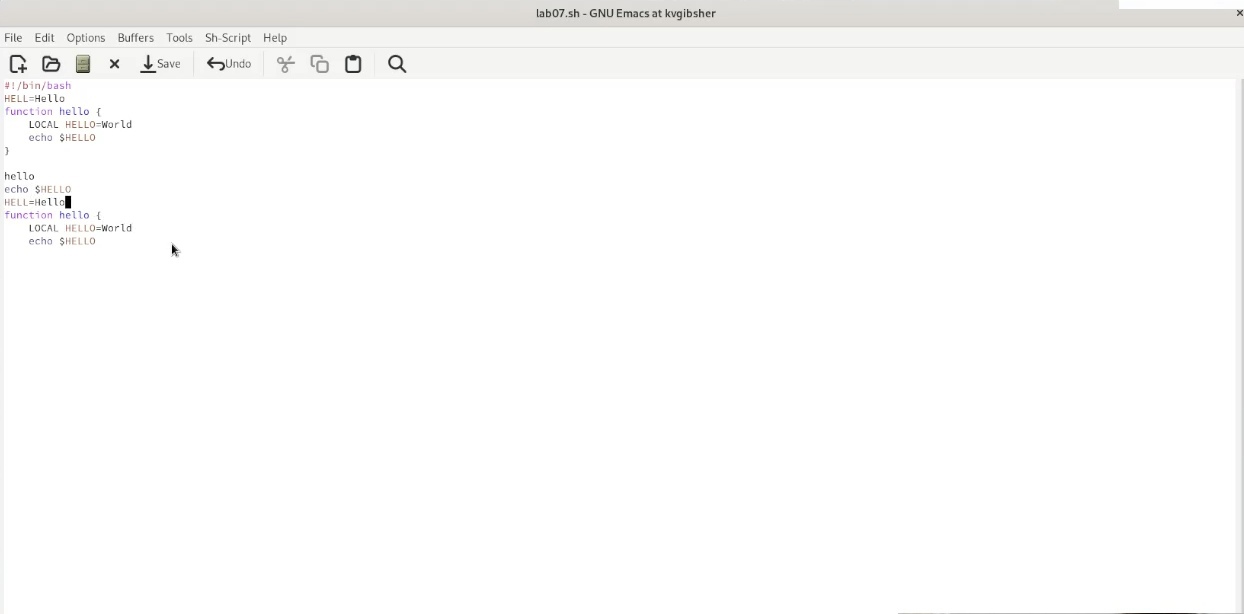 lab07.sh - GNU Emacs at kvgibsher
File Edit Options Buffers Tools Sh-Script Help
Save Undo
#!/bin/bash
HELL=Hello
function hello {
    LOCAL HELLO=World
    echo $HELLO
}

hello
echo $HELLO
HELL=Hello
function hello {
    LOCAL HELLO=World
    echo $HELLO